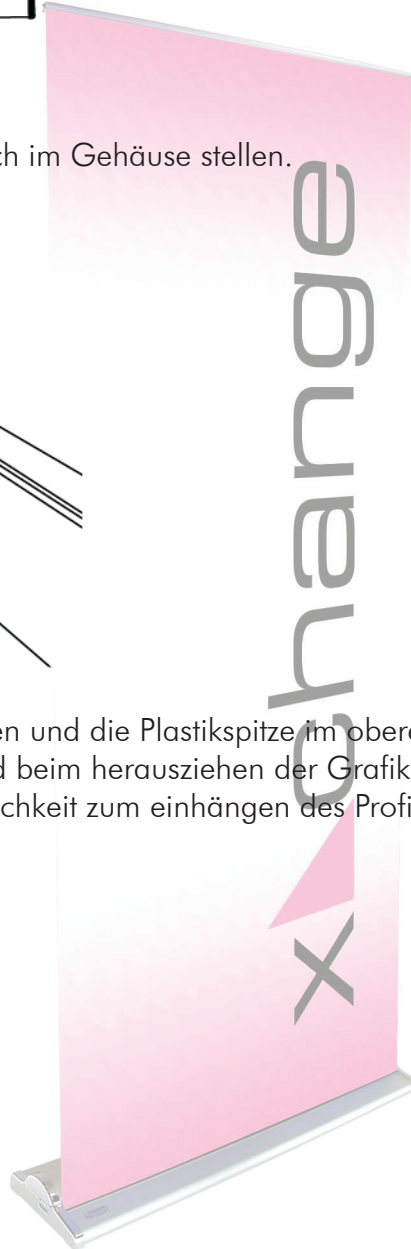 ch im Gehäuse stellen.
x change
en und die Plastikspitze im obere
d beim herausziehen der Grafik
chkeit zum einhängen des Profi